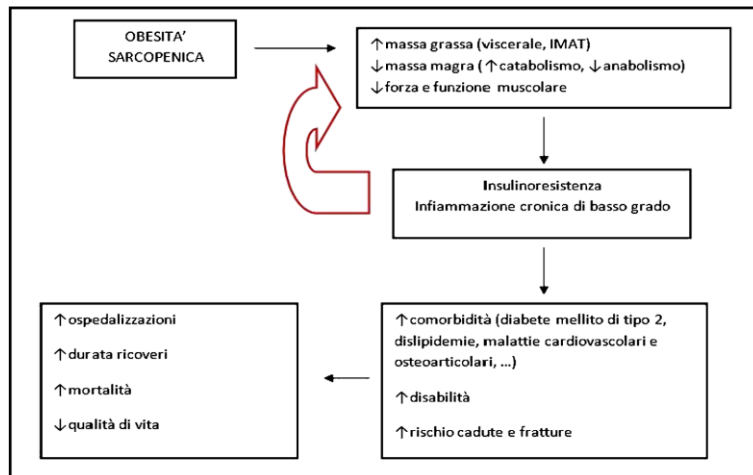 OBESITA'
SARCOPENICA
↑massa grassa (viscerale, IMAT)
↓massa magra (↑catabolismo, ↓anabolismo)
↓forza e funzione muscolare
Insulinoresistenza
Infiammazione cronica di basso grado
↑comorbidità (diabete mellito di tipo 2,
dislipidemie, malattie cardiovascolari e
osteoarticolari, ...)
↑disabilità
↑rischio cadute e fratture
↑ospedalizzazioni
↑durata ricoveri
↑mortalità
↓qualità di vita